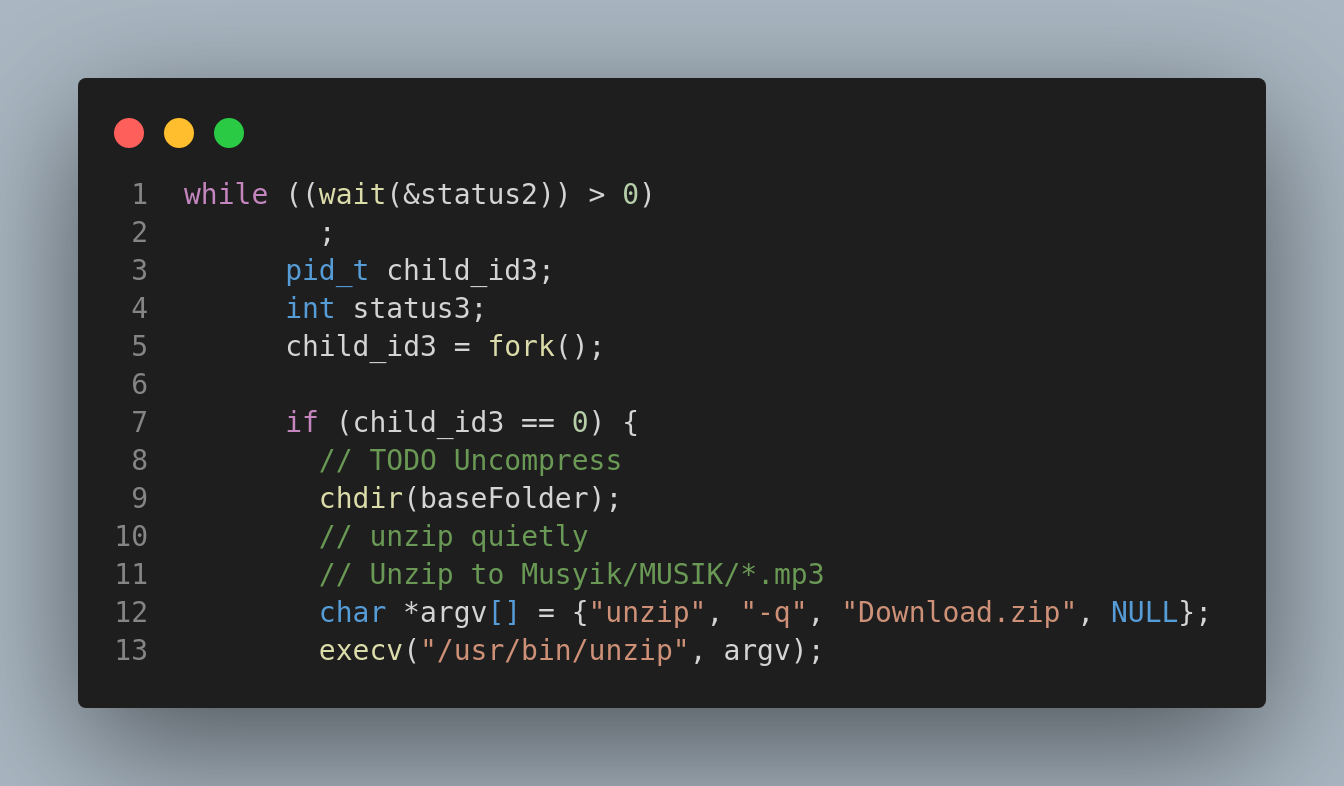 1 while ((wait(&status2)) > 0)
2         ;
3       pid_t child_id3;
4       int status3;
5       child_id3 = fork();
6
7       if (child_id3 == 0) {
8         // TODO Uncompress
9         chdir(baseFolder);
10         // unzip quietly
11         // Unzip to Musyik/MUSIK/*.mp3
12         char *argv[] = {"unzip", "-q", "Download.zip", NULL};
13         execv("/usr/bin/unzip", argv);